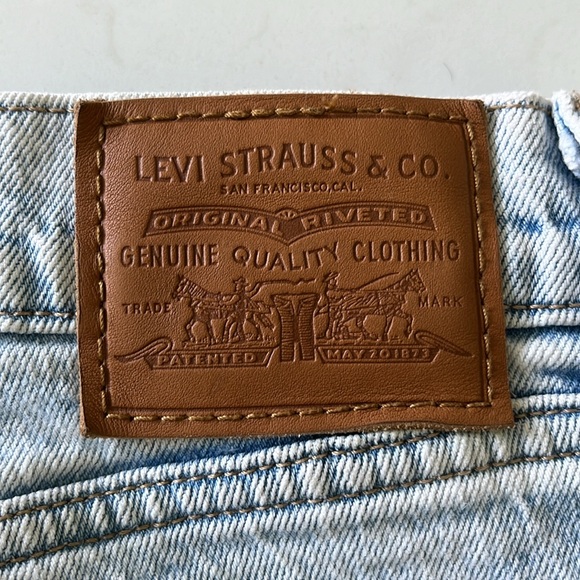 LEVI STRAUSS & CO.
SAN FRANCISCO, CAL.
ORIGINAL RIVETED
GENUINE QUALITY CLOTHING
TRADE MARK
PATENTED MAY 20 1873